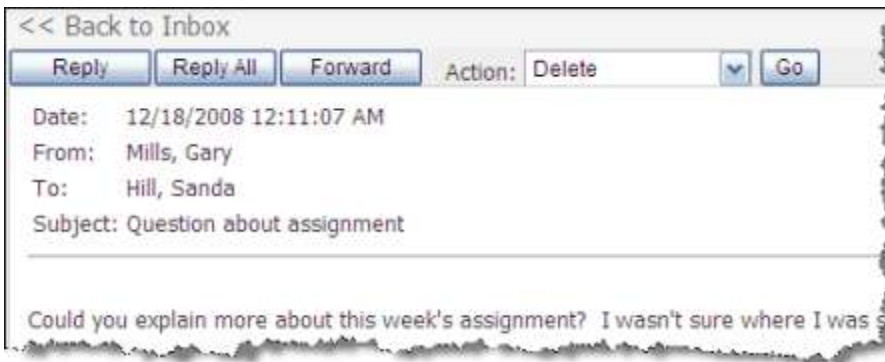 << Back to Inbox
Reply Reply All Forward Action: Delete Go
Date: 12/18/2008 12:11:07 AM
From: Mills, Gary
To: Hill, Sanda
Subject: Question about assignment
Could you explain more about this week's assignment? I wasn't sure where I was